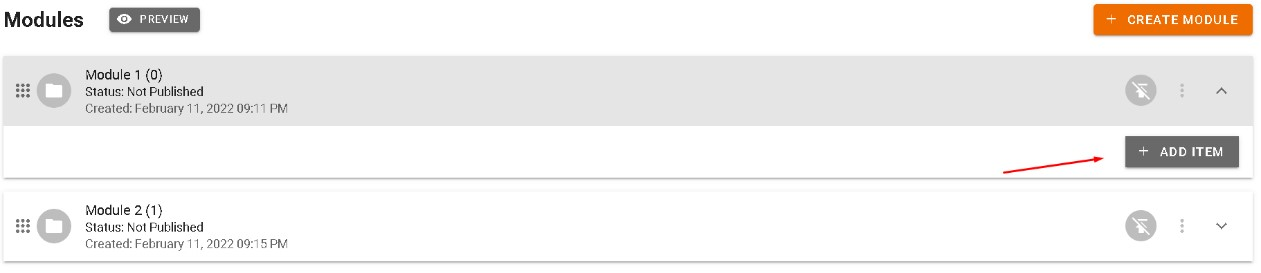 Modules
PREVIEW
+ CREATE MODULE
Module 1 (0)
Status: Not Published
Created: February 11, 2022 09:11 PM
+ ADD ITEM
Module 2 (1)
Status: Not Published
Created: February 11, 2022 09:15 PM